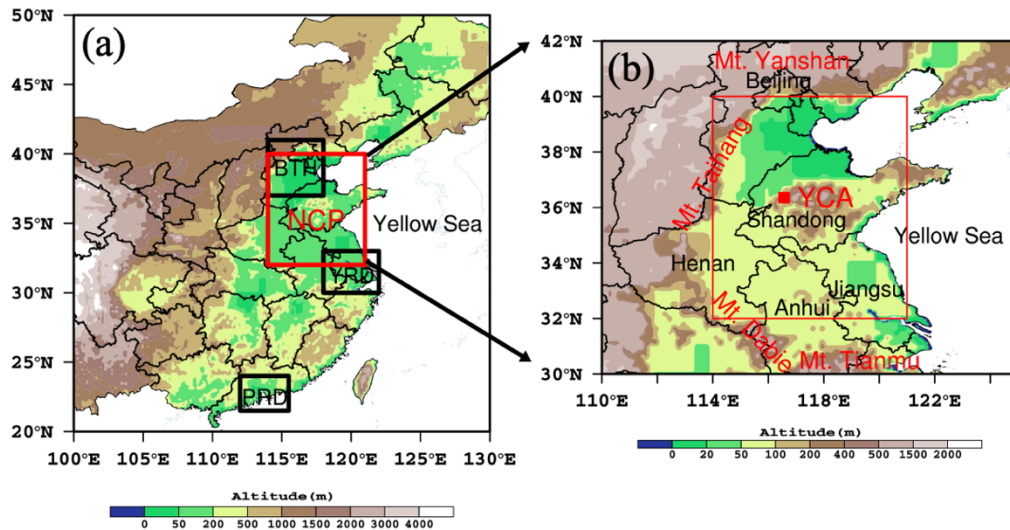 (a)
50°N
45°N
40°N
35°N
30°N
25°N
20°N
100°E 105°E 110°E 115°E 120°E 125°E 130°E
BTH
NCP
Yellow Sea
YRD
PRD
Altitude(m)
0 50 200 500 1000 1500 2000 3000 4000
(b)
42°N
40°N
38°N
36°N
34°N
32°N
30°N
110°E 114°E 118°E 122°E
Mt. Yanshan
Beijing
Mt. Taihang
YCA
Shandong
Yellow Sea
Henan
Jiangsu
Anhui
Mt. Dabie
Mt. Tianmu
Altitude(m)
0 20 50 100 200 400 500 1500 2000